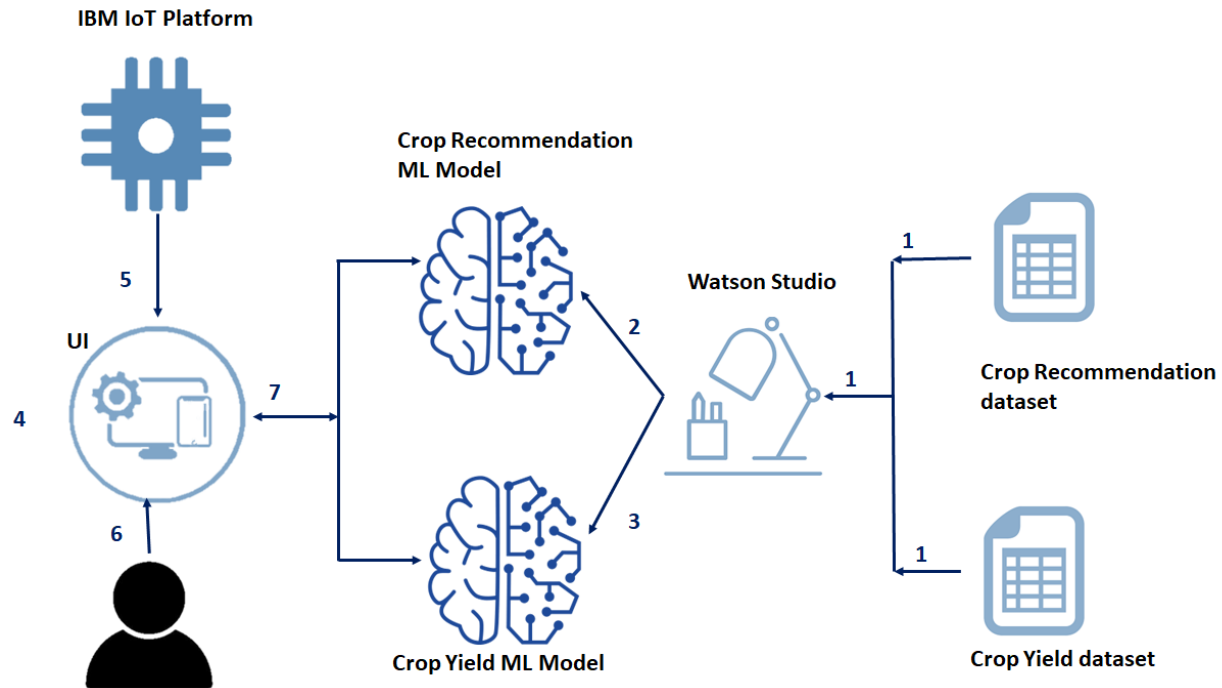 IBM IoT Platform
Crop Recommendation
ML Model
1
5
2
Watson Studio
UI
7
1
Crop Recommendation
dataset
4
6
3
1
Crop Yield ML Model
Crop Yield dataset